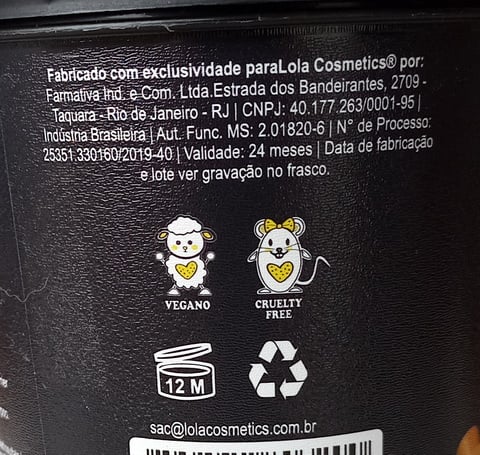 Fabricado com exclusividade paraLola Cosmetics® por:
Farmativa Ind. e Com. Ltda.Estrada dos Bandeirantes, 2709 -
Taquara - Rio de Janeiro - RJ | CNPJ: 40.177.263/0001-95 |
Indústria Brasileira | Aut. Func. MS: 2.01820-6 | N° de Processo:
25351.330160/2019-40 | Validade: 24 meses | Data de fabricação
e lote ver gravação no frasco.
VEGANO
CRUELTY
FREE
12 M
sac@lolacosmetics.com.br